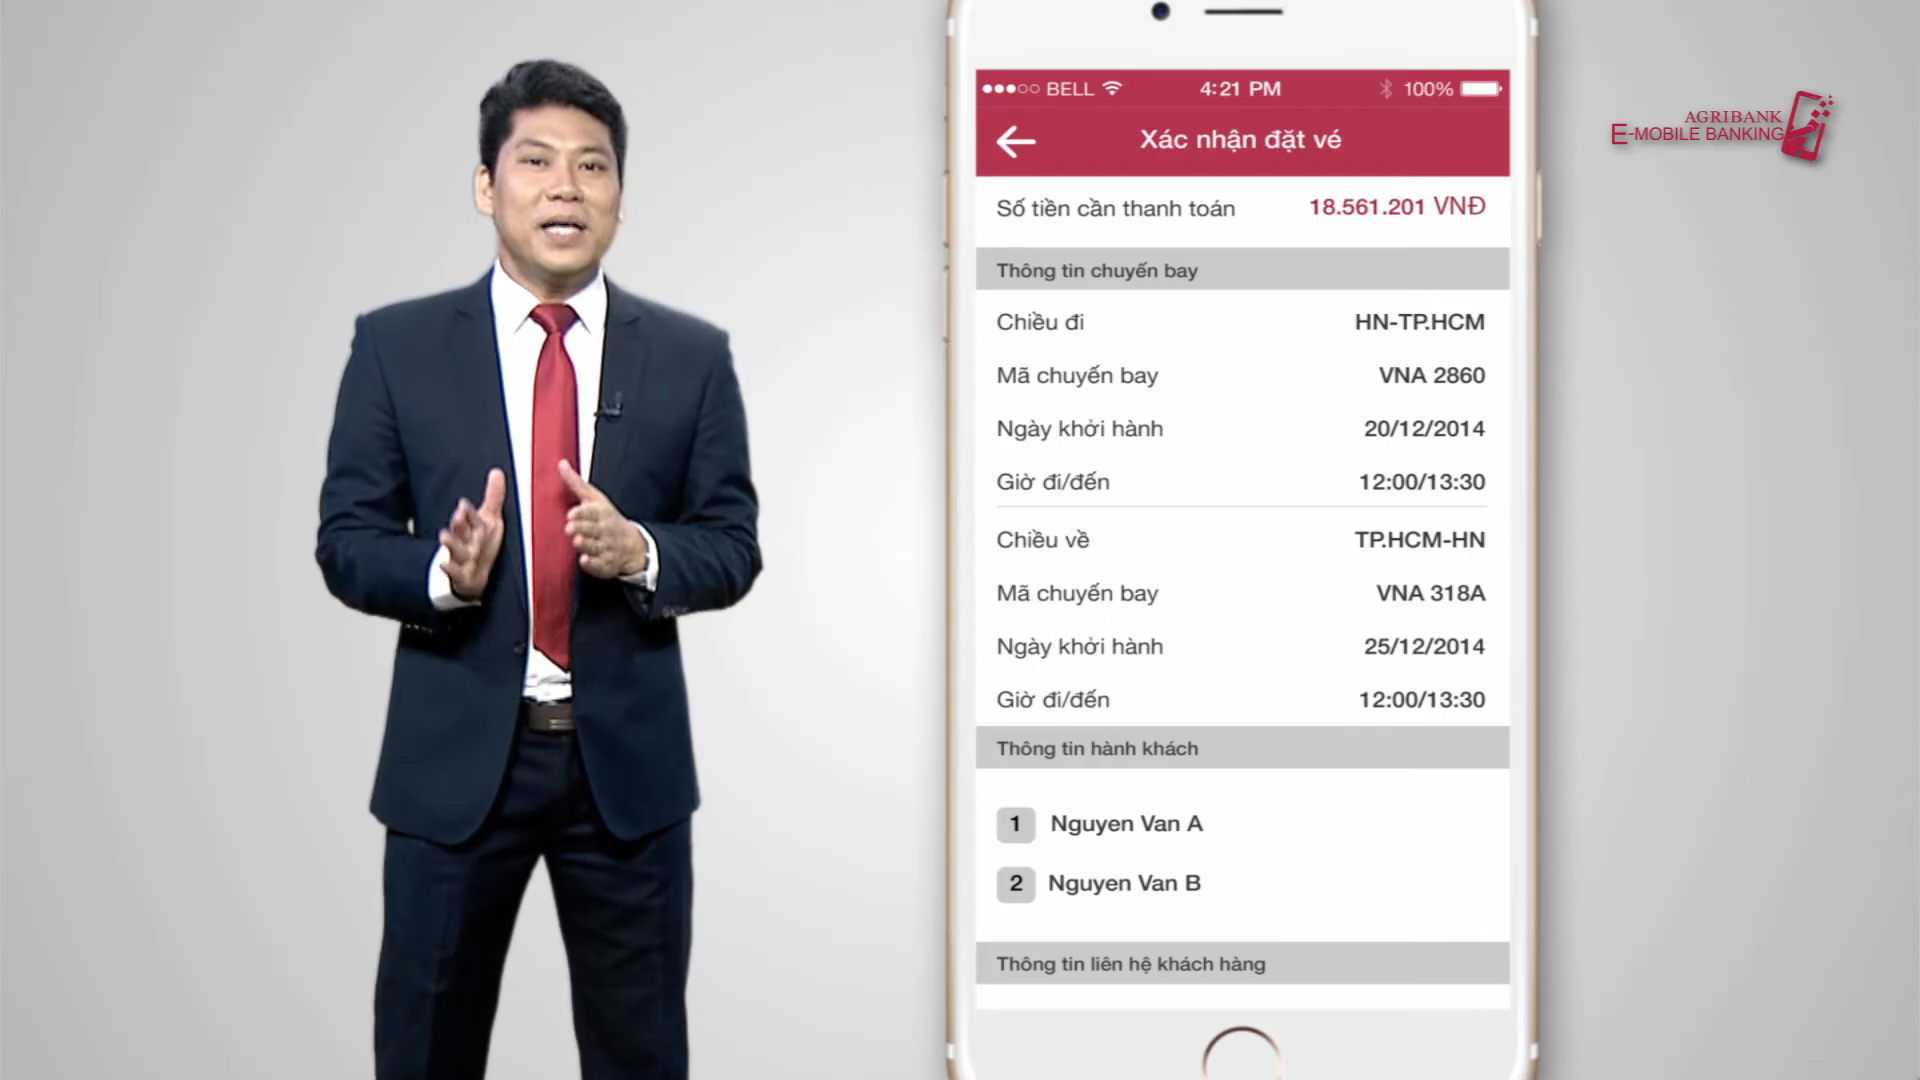 BELL 4:21 PM 100%
Xác nhận đặt vé
Số tiền cần thanh toán 18.561.201 VNĐ
Thông tin chuyến bay
Chiều đi HN-TP.HCM
Mã chuyến bay VNA 2860
Ngày khởi hành 20/12/2014
Giờ đi/đến 12:00/13:30
Chiều về TP.HCM-HN
Mã chuyến bay VNA 318A
Ngày khởi hành 25/12/2014
Giờ đi/đến 12:00/13:30
Thông tin hành khách
1 Nguyen Van A
2 Nguyen Van B
Thông tin liên hệ khách hàng
AGRIBANK
E-MOBILE BANKING